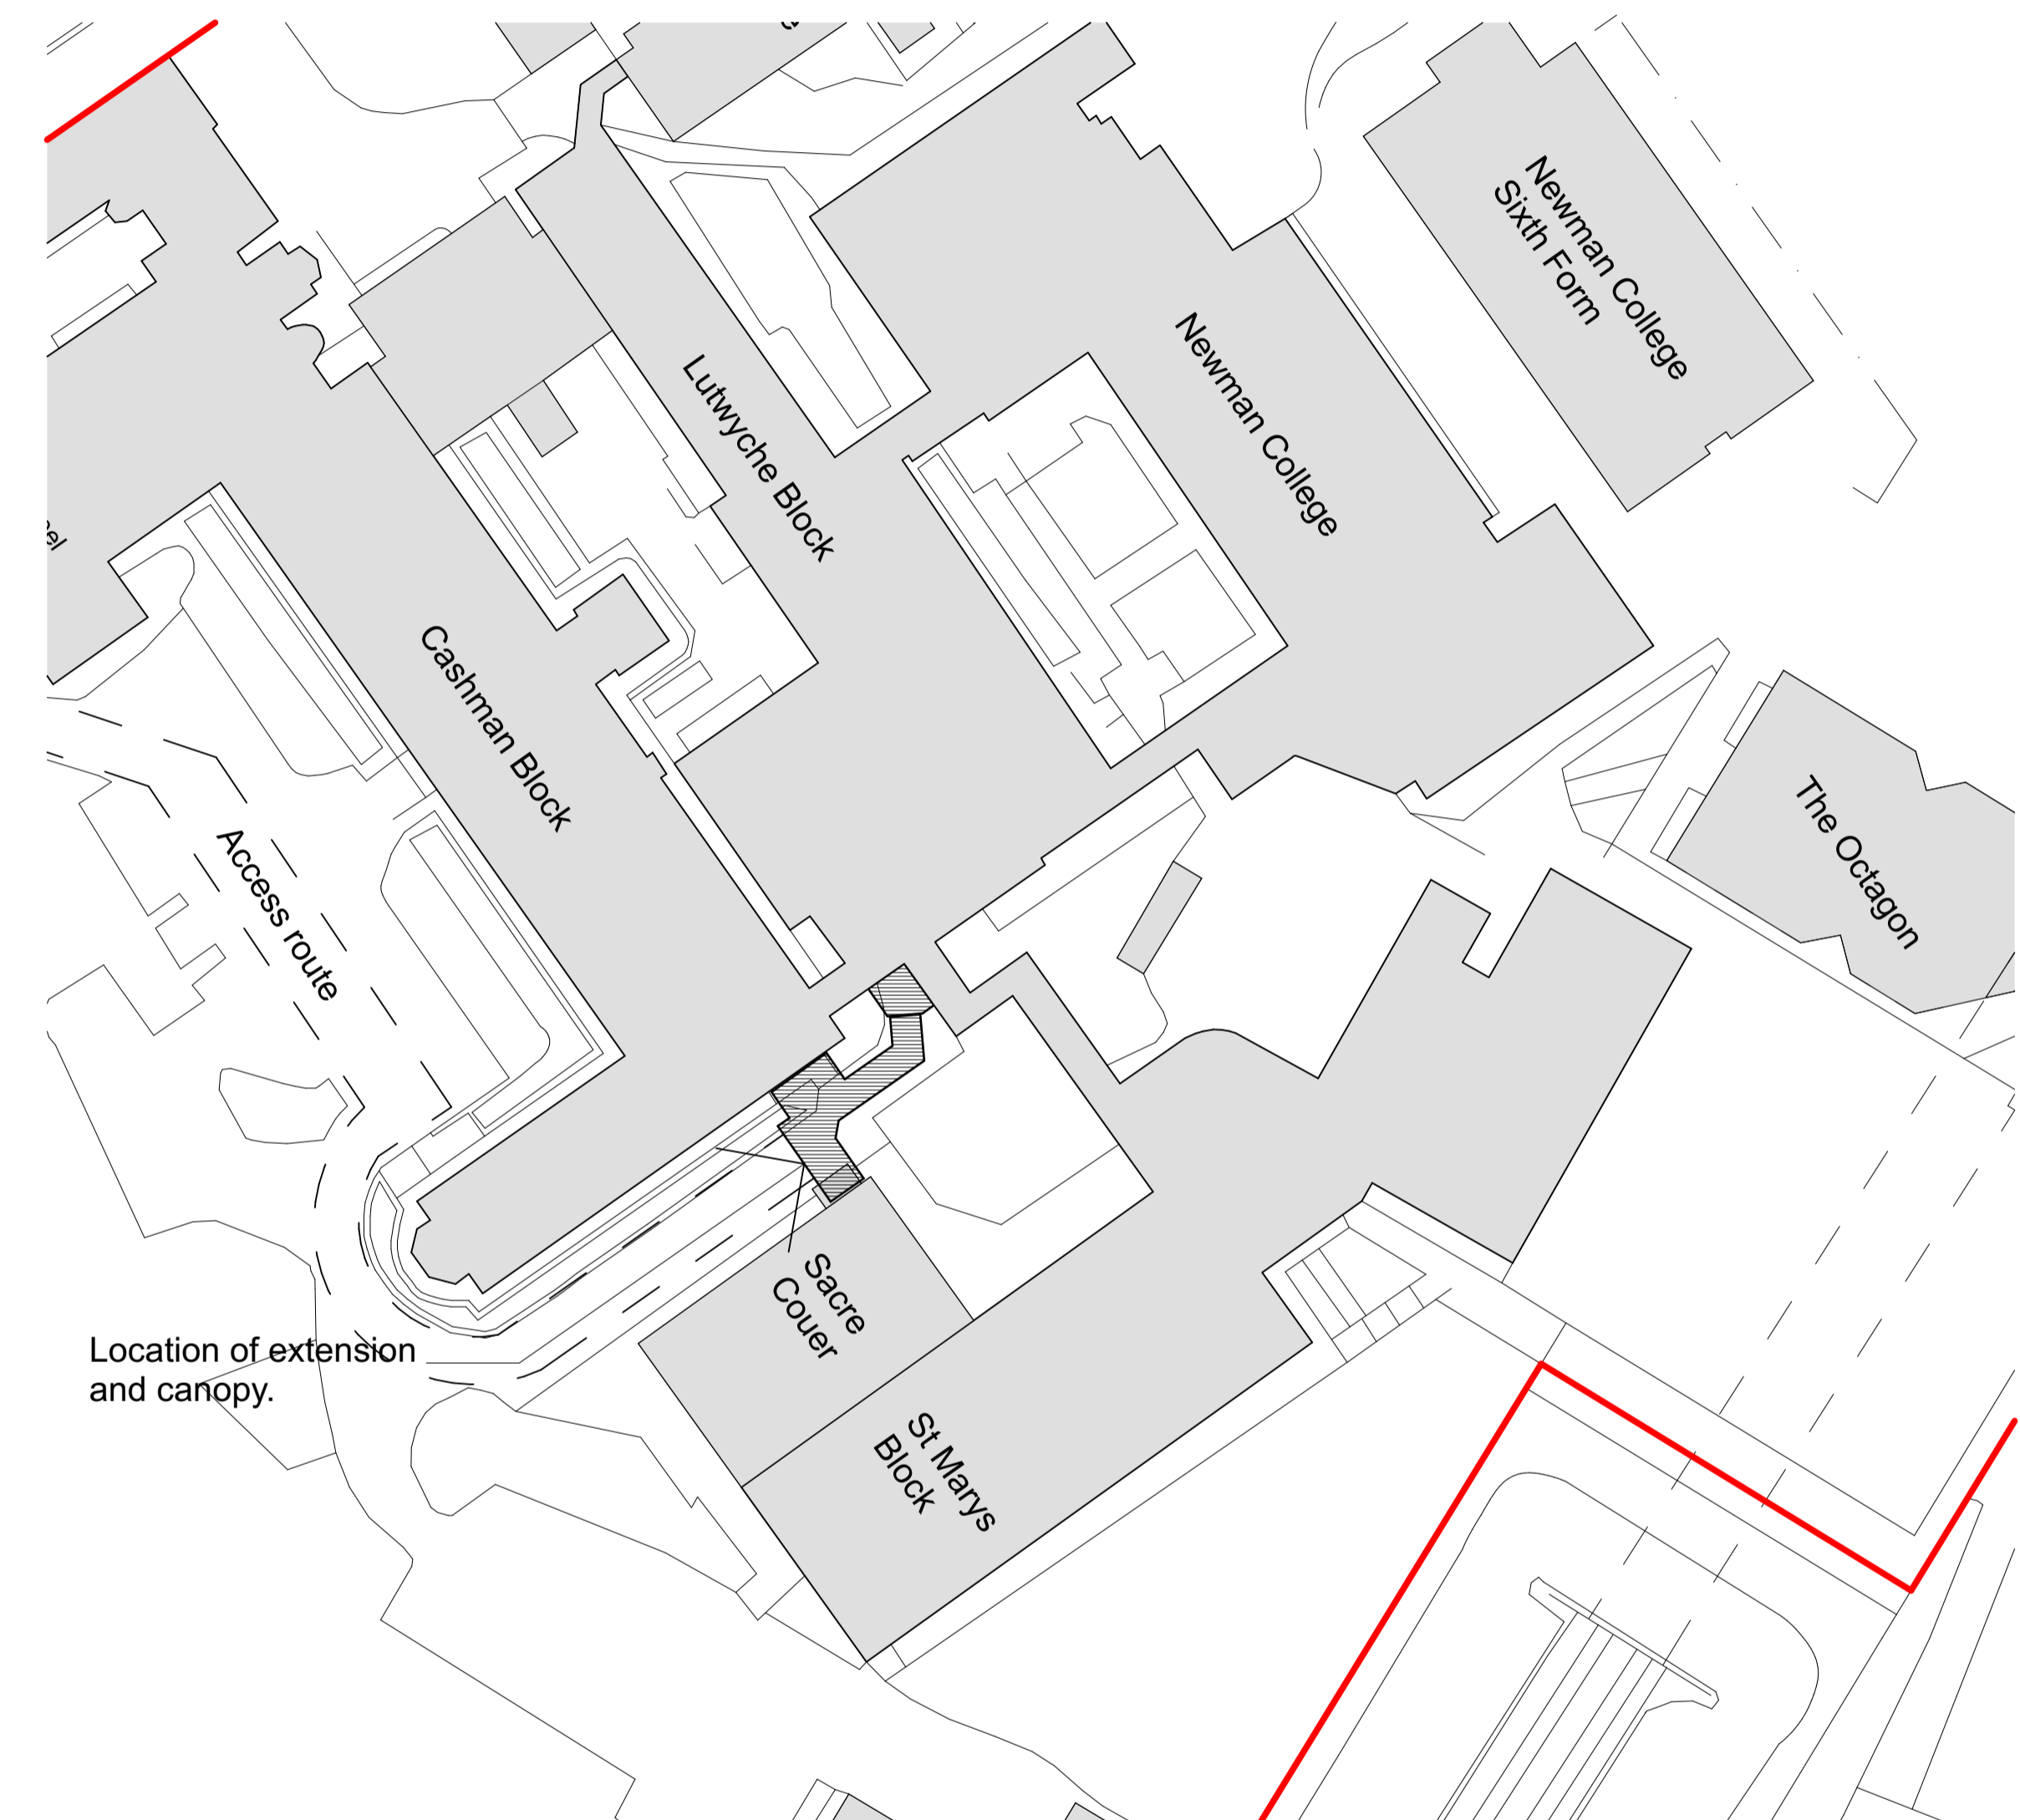 Newman College
Sixth Form
Newman College
Lutwyche Block
Cashman Block
The Octagon
Access route
Sacre
Couer
Location of extension
and canopy.
St Marys
Block